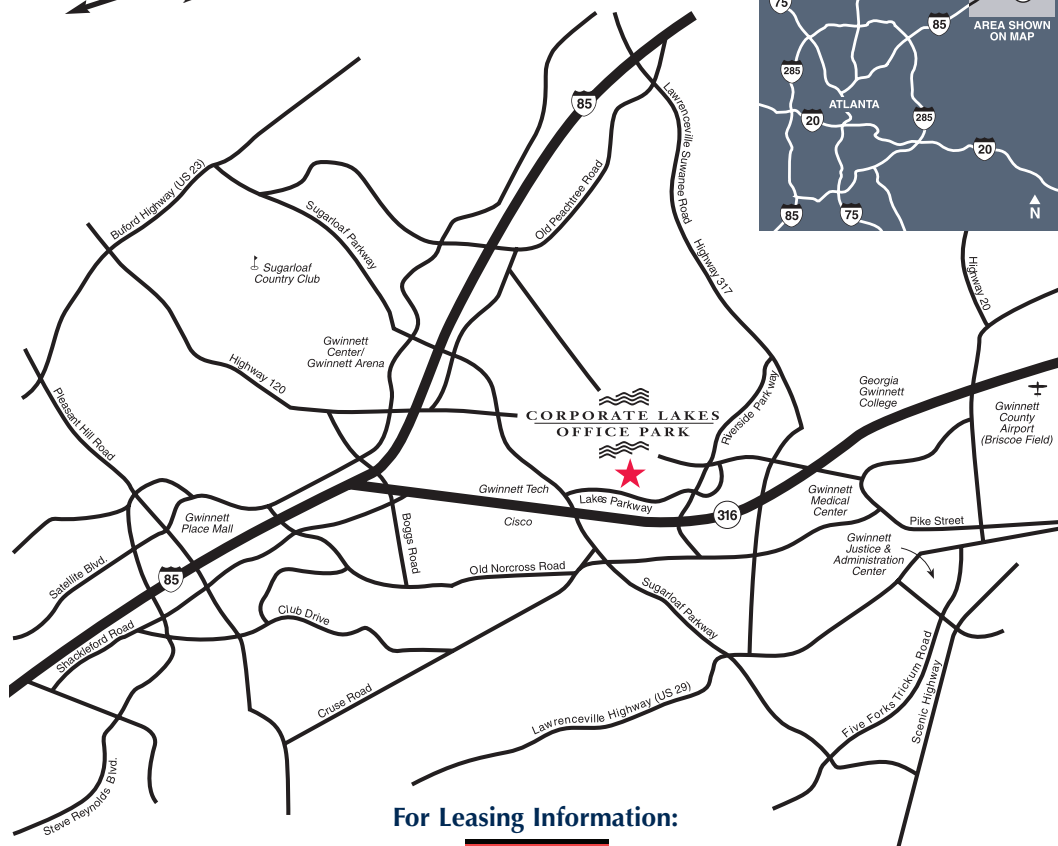 75
85
AREA SHOWN
ON MAP
285
ATLANTA
20
285
20
85
75
N
85
Lawrenceville Suwanee Road
Old Peachtree Road
Buford Highway (US 23)
Sugarloaf Parkway
Sugarloaf
Country Club
Highway 317
Highway 20
Gwinnett
Center/
Gwinnett Arena
Highway 120
Pleasant Hill Road
Riverside Parkway
Georgia
Gwinnett
College
Gwinnett
County
Airport
(Briscoe Field)
CORPORATE LAKES
OFFICE PARK
Gwinnett Tech
Lakes Parkway
Cisco
316
Gwinnett
Medical
Center
Pike Street
Gwinnett
Place Mall
Boggs Road
Gwinnett
Justice &
Administration
Center
Old Norcross Road
Satellite Blvd.
85
Sugarloaf Parkway
Club Drive
Shackleford Road
Cruse Road
Lawrenceville Highway (US 29)
Five Forks Trickum Road
Scenic Highway
Steve Reynolds Blvd.
For Leasing Information: